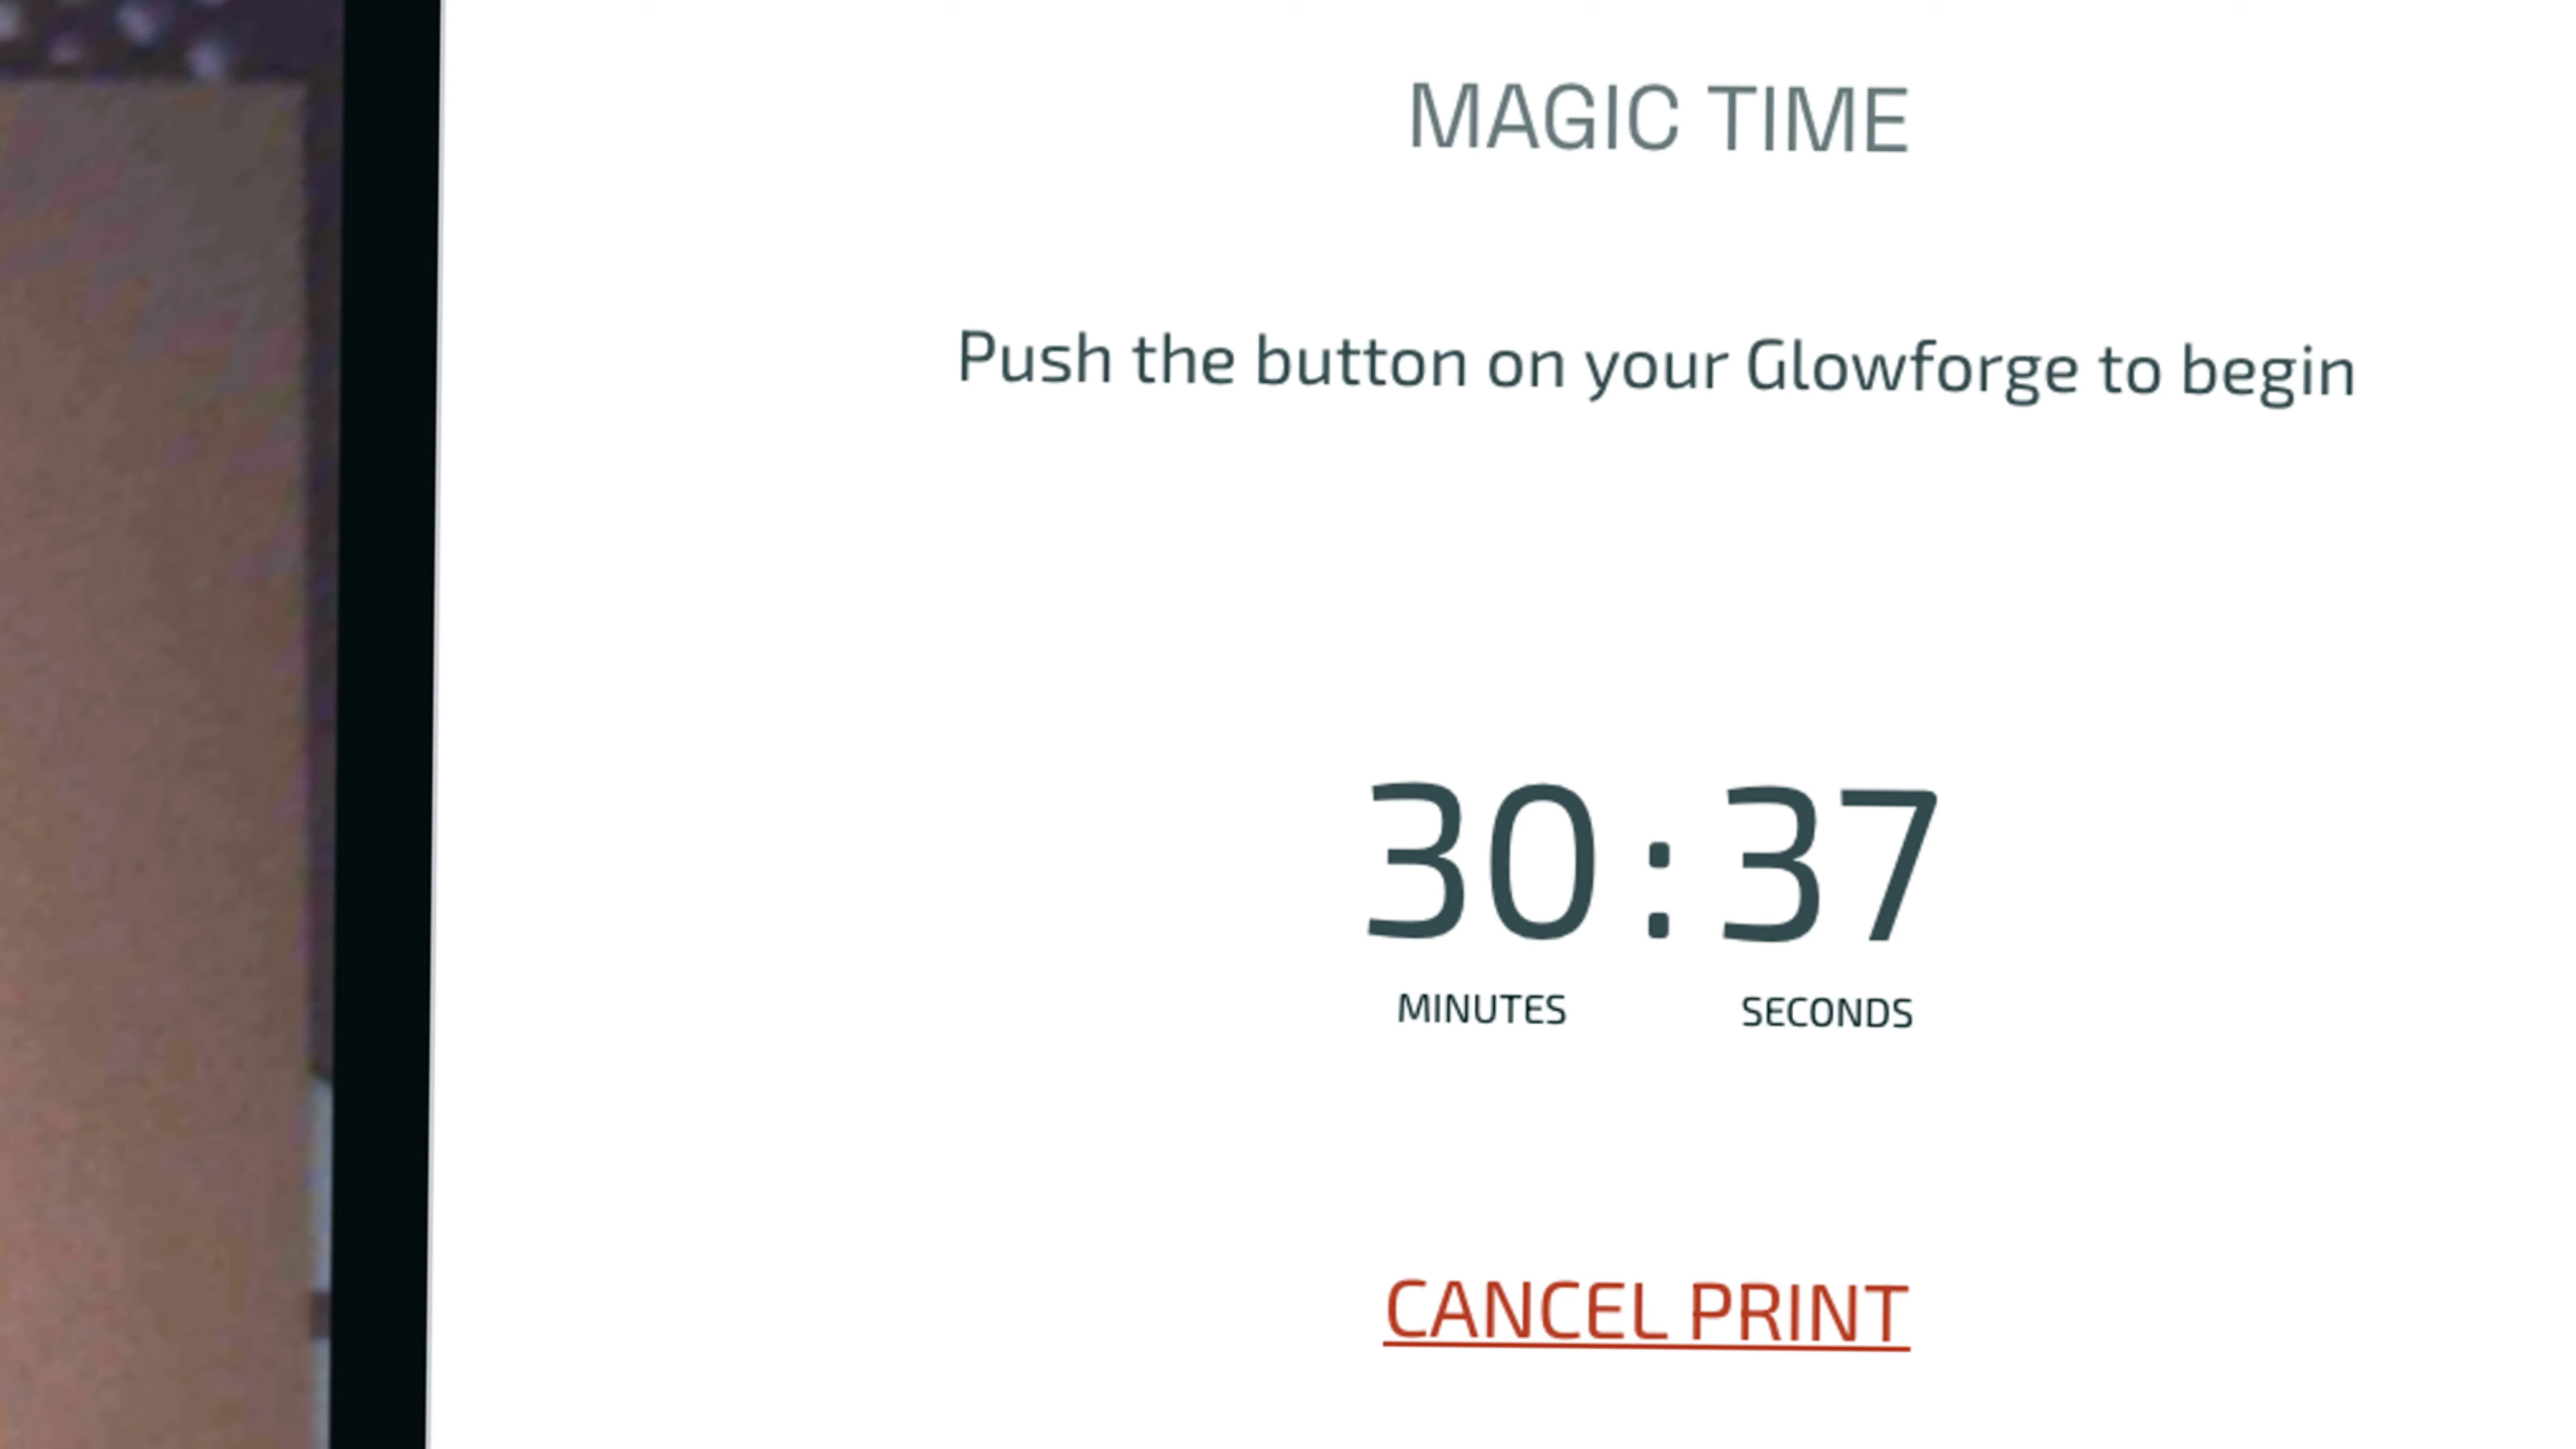 MAGIC TIME
Push the button on your Glowforge to begin
30 : 37
MINUTES SECONDS
CANCEL PRINT